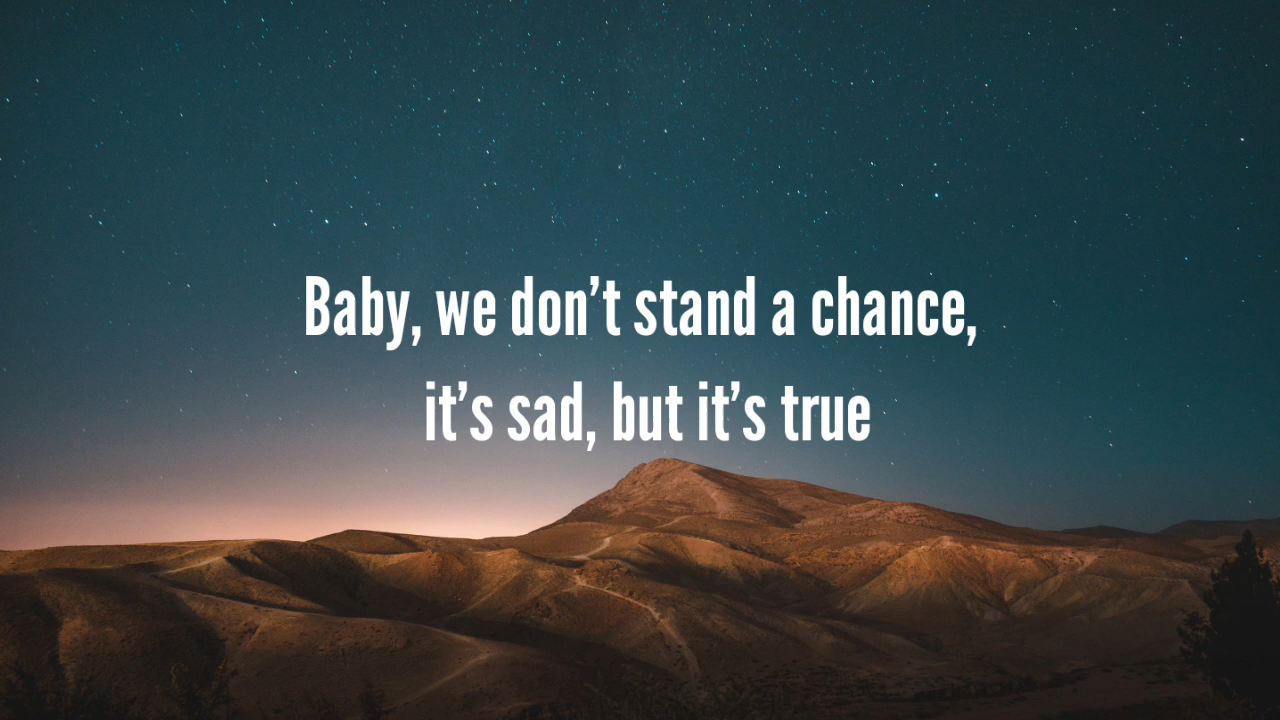 Baby, we don’t stand a chance,
it’s sad, but it’s true